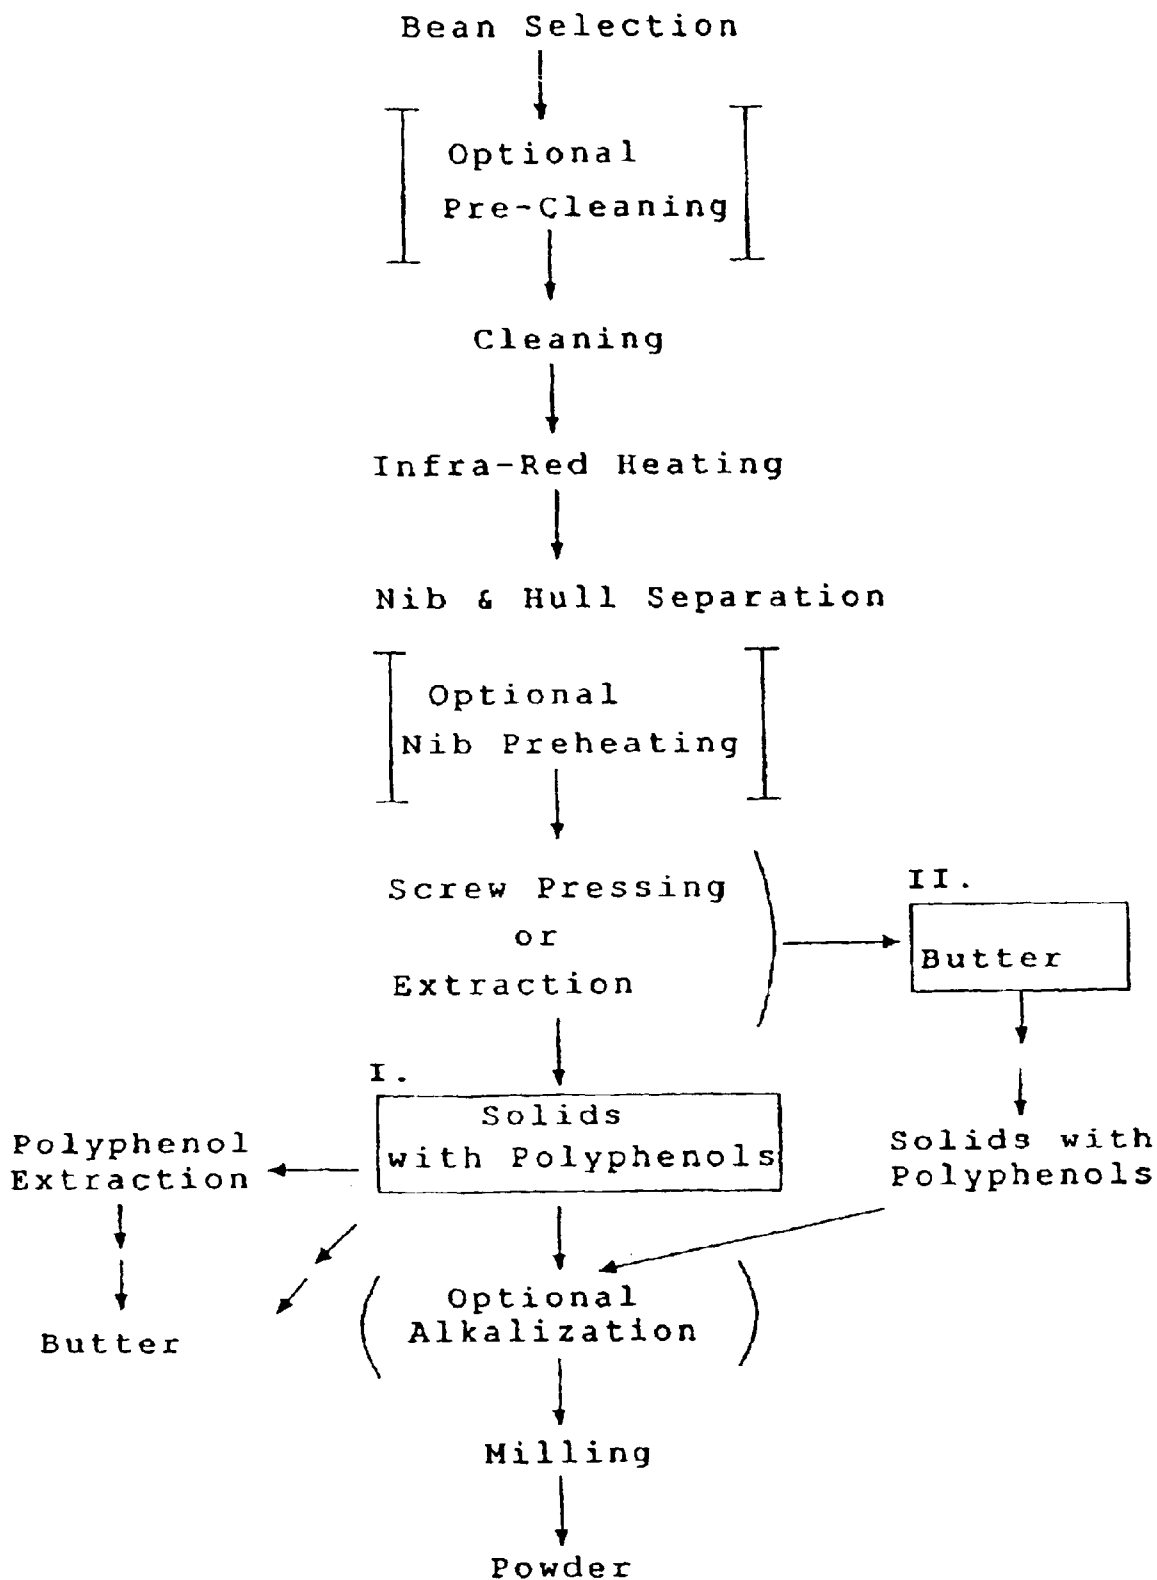 Bean Selection
Optional
Pre-Cleaning
Cleaning
Infra-Red Heating
Nib & Hull Separation
Optional
Nib Preheating
Screw Pressing
or
Extraction
II.
Butter
I.
Solids
with Polyphenols
Polyphenol
Extraction
Butter
Solids with
Polyphenols
Optional
Alkalization
Milling
Powder